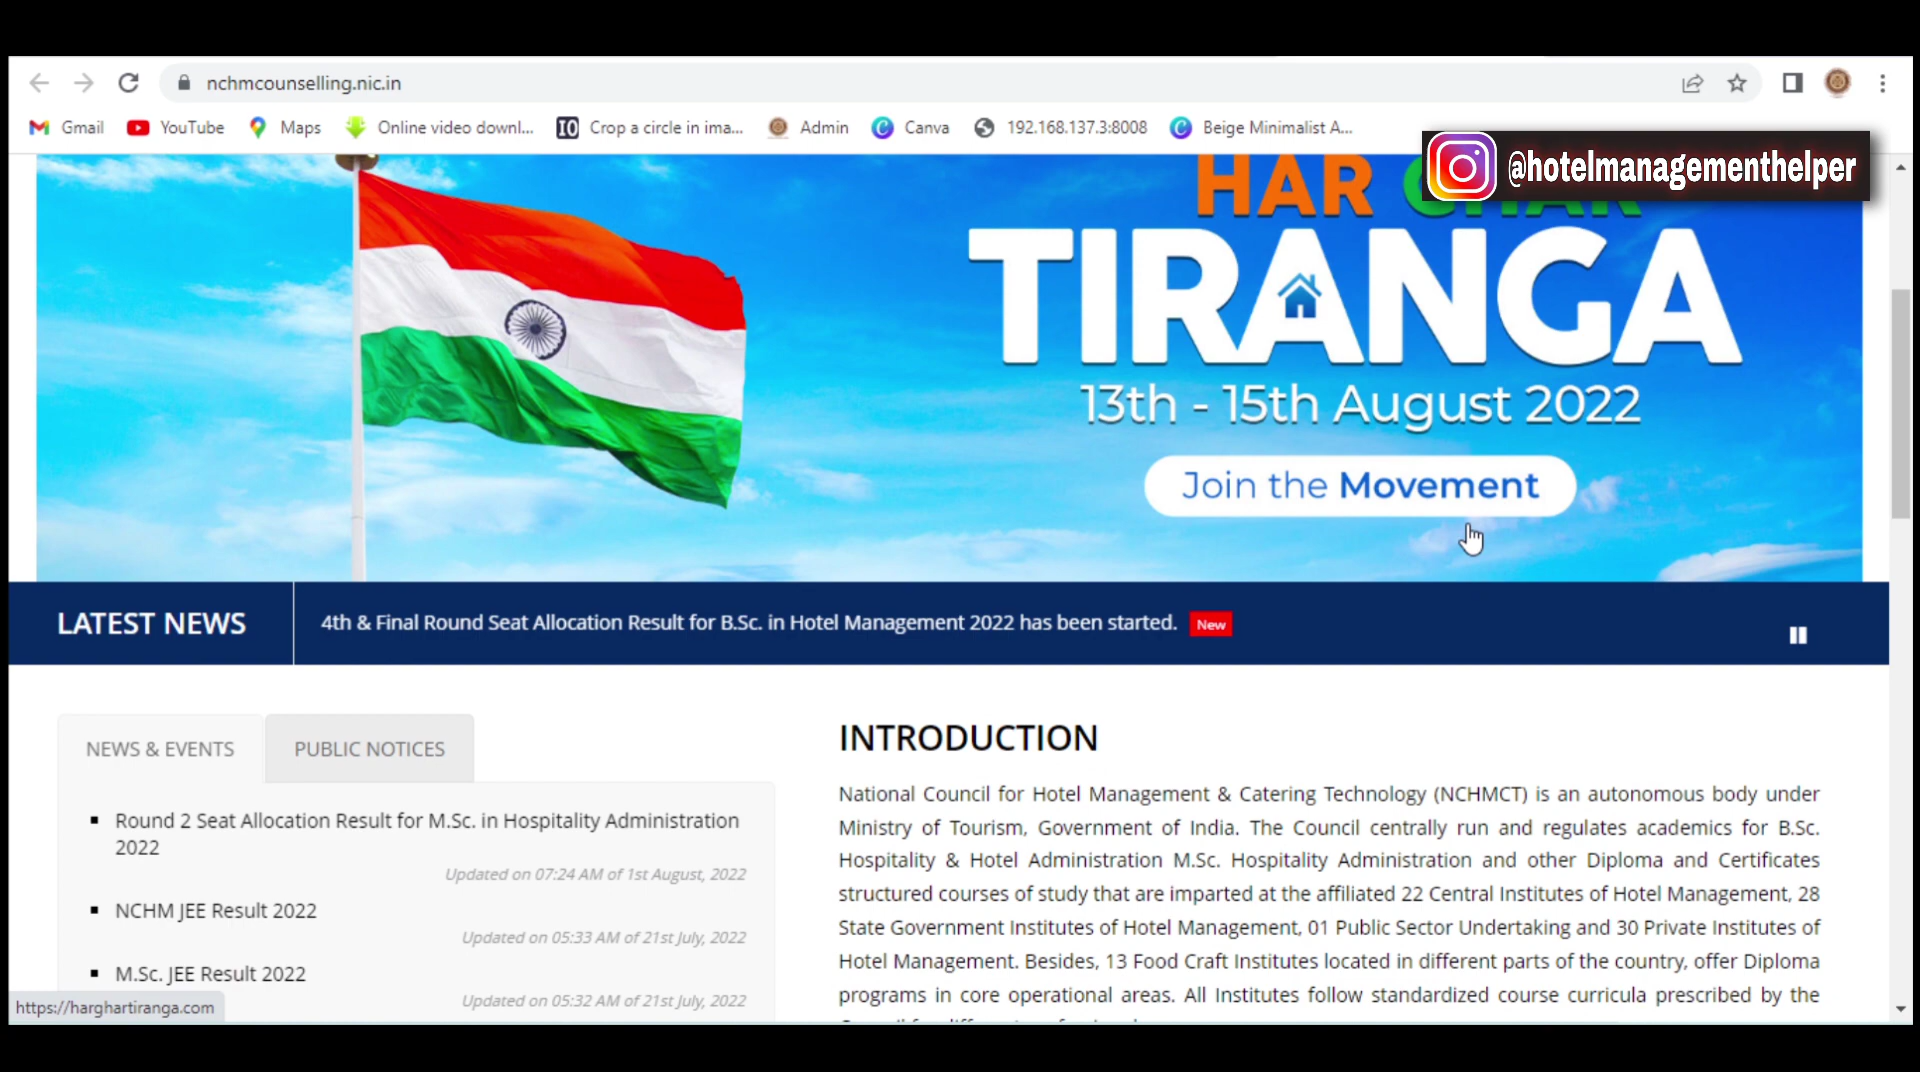 nchmcounselling.nic.in
Gmail YouTube Maps Online video downl... Crop a circle in ima... Admin Canva 192.168.137.3:8008 Beige Minimalist A...
@hotelmanagementhelper
HAR GHAR
TIRANGA
13th - 15th August 2022
Join the Movement
LATEST NEWS
4th & Final Round Seat Allocation Result for B.Sc. in Hotel Management 2022 has been started. New
NEWS & EVENTS PUBLIC NOTICES
Round 2 Seat Allocation Result for M.Sc. in Hospitality Administration
2022
Updated on 07:24 AM of 1st August, 2022
NCHM JEE Result 2022
Updated on 05:33 AM of 21st July, 2022
M.Sc. JEE Result 2022
Updated on 05:32 AM of 21st July, 2022
https://harghartiranga.com
INTRODUCTION
National Council for Hotel Management & Catering Technology (NCHMCT) is an autonomous body under
Ministry of Tourism, Government of India. The Council centrally run and regulates academics for B.Sc.
Hospitality & Hotel Administration M.Sc. Hospitality Administration and other Diploma and Certificates
structured courses of study that are imparted at the affiliated 22 Central Institutes of Hotel Management, 28
State Government Institutes of Hotel Management, 01 Public Sector Undertaking and 30 Private Institutes of
Hotel Management. Besides, 13 Food Craft Institutes located in different parts of the country, offer Diploma
programs in core operational areas. All Institutes follow standardized course curricula prescribed by the